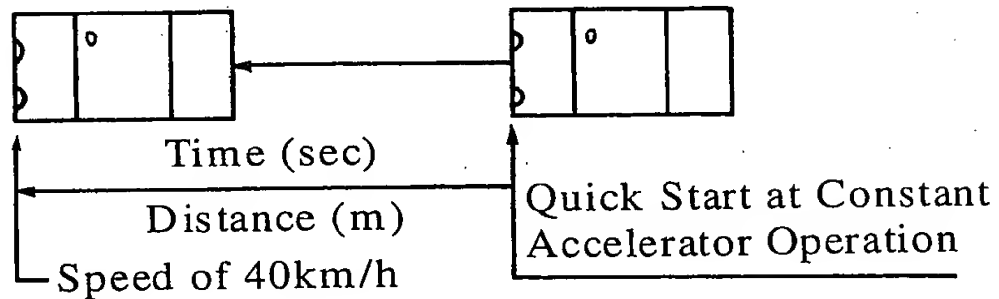 Time (sec)
Distance (m)
Quick Start at Constant
Accelerator Operation
Speed of 40km/h